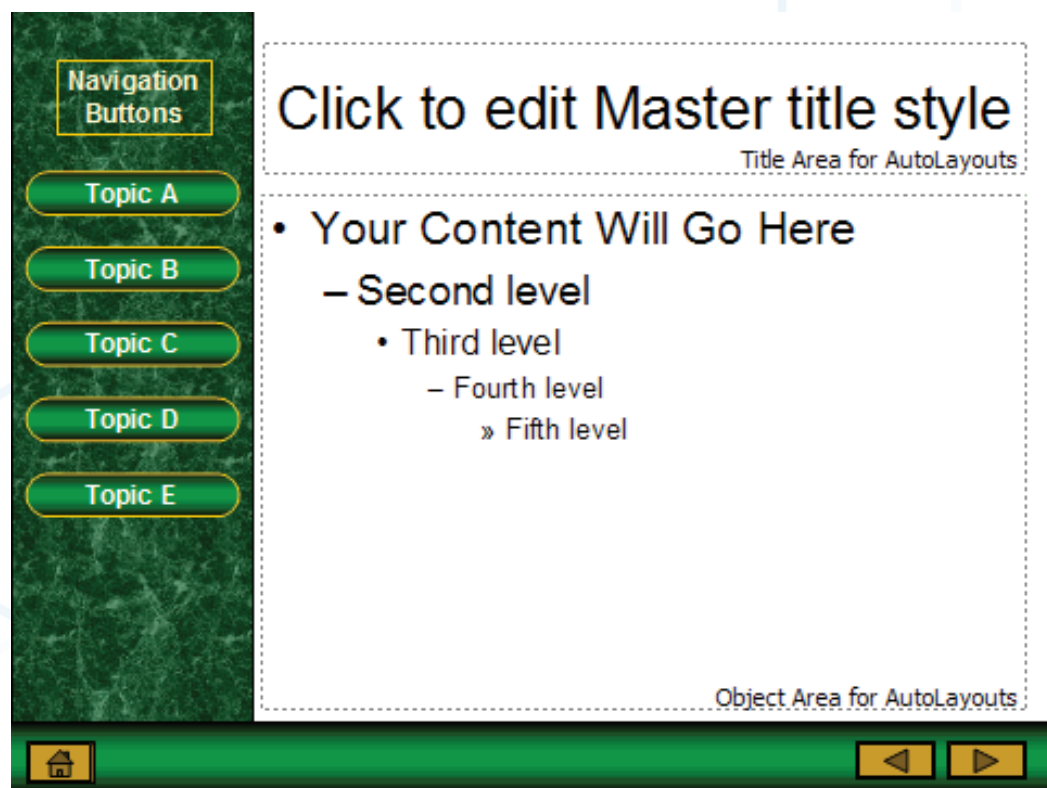 Navigation
Buttons
Topic A
Topic B
Topic C
Topic D
Topic E
Click to edit Master title style
Title Area for AutoLayouts
• Your Content Will Go Here
– Second level
• Third level
– Fourth level
» Fifth level
Object Area for AutoLayouts